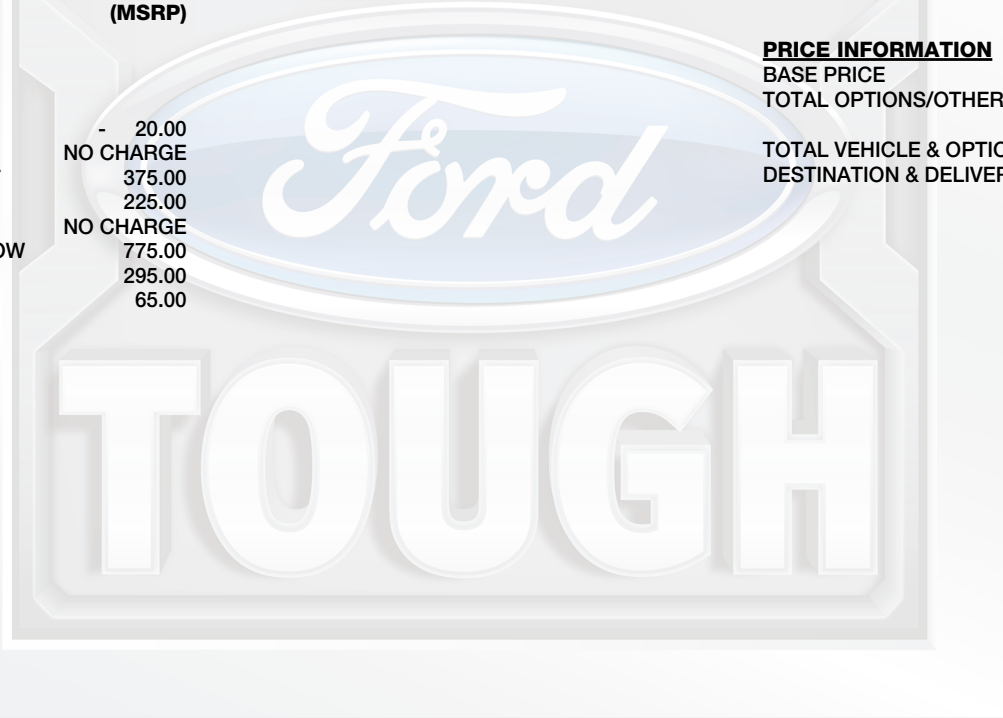 (MSRP)
- 20.00
NO CHARGE
375.00
225.00
NO CHARGE
OW 775.00
295.00
65.00
PRICE INFORMATION
BASE PRICE
TOTAL OPTIONS/OTHER
TOTAL VEHICLE & OPTIO
DESTINATION & DELIVER
Ford
TOUGH